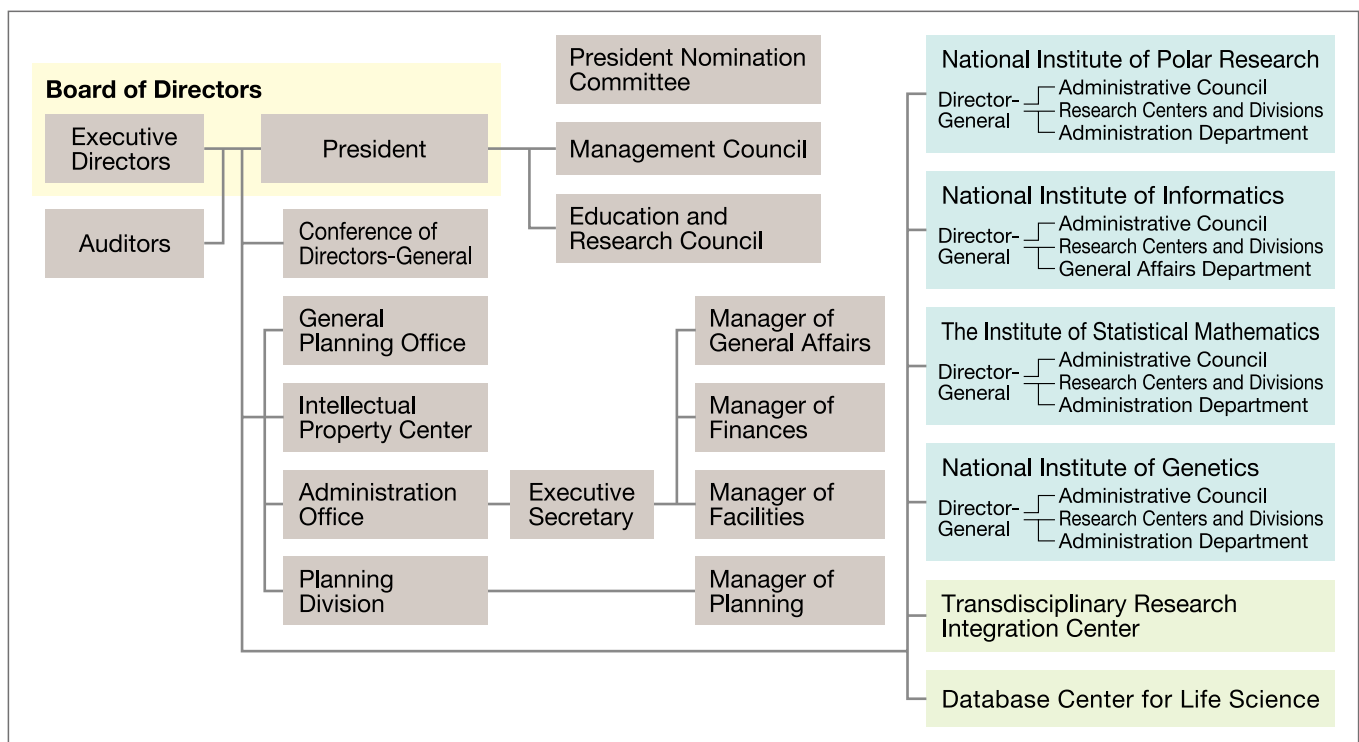 Board of Directors
Executive
Directors
President
Auditors
President Nomination
Committee
Management Council
Education and
Research Council
Conference of
Directors-General
General
Planning Office
Intellectual
Property Center
Administration
Office
Planning
Division
Executive
Secretary
Manager of
General Affairs
Manager of
Finances
Manager of
Facilities
Manager of
Planning
National Institute of Polar Research
Director-
General
Administrative Council
Research Centers and Divisions
Administration Department
National Institute of Informatics
Director-
General
Administrative Council
Research Centers and Divisions
General Affairs Department
The Institute of Statistical Mathematics
Director-
General
Administrative Council
Research Centers and Divisions
Administration Department
National Institute of Genetics
Director-
General
Administrative Council
Research Centers and Divisions
Administration Department
Transdisciplinary Research
Integration Center
Database Center for Life Science